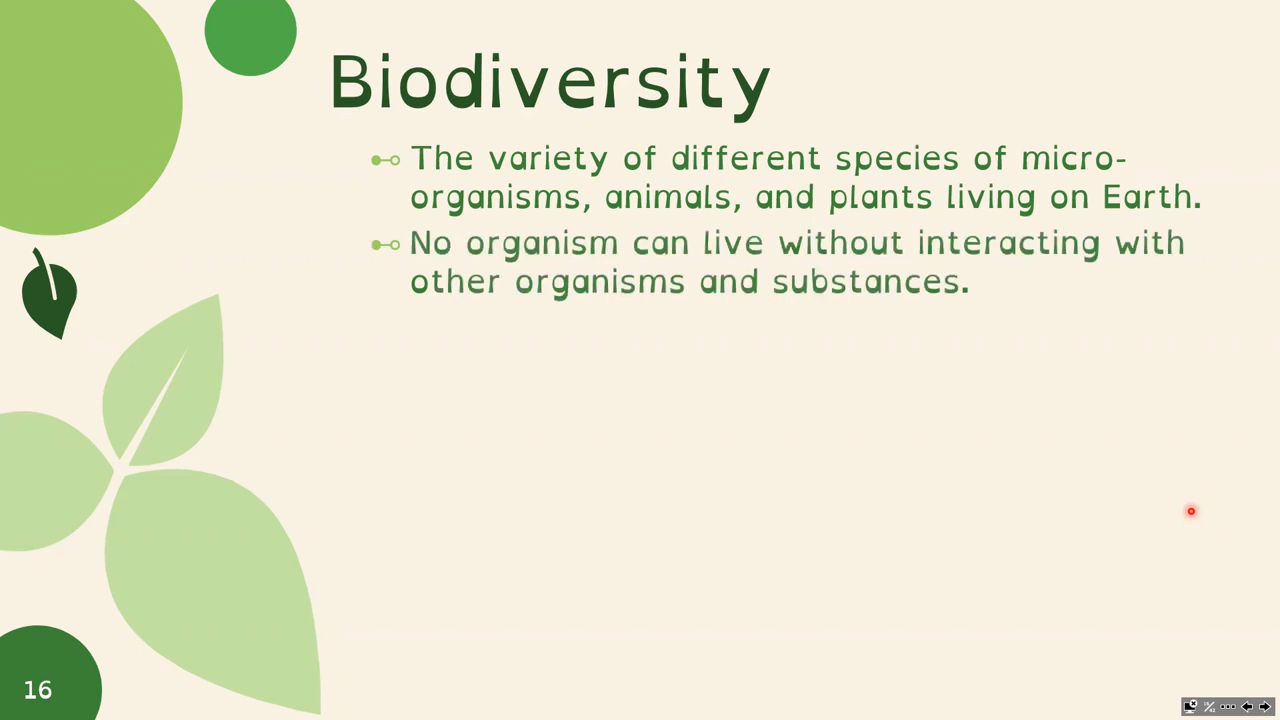 Biodiversity
The variety of different species of micro-
organisms, animals, and plants living on Earth.
No organism can live without interacting with
other organisms and substances.
16